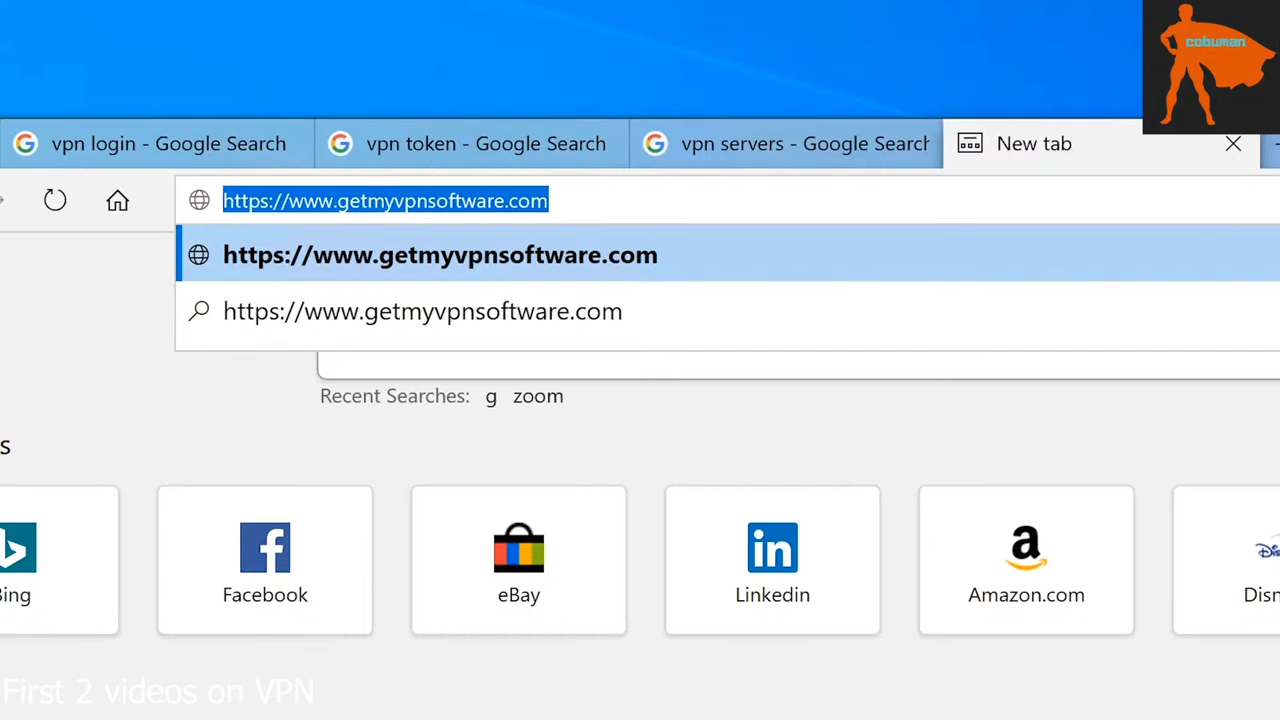 cobuman
vpn login - Google Search
vpn token - Google Search
vpn servers - Google Search
New tab
https://www.getmyvpnsoftware.com
https://www.getmyvpnsoftware.com
https://www.getmyvpnsoftware.com
Recent Searches: g zoom
s
Bing
Facebook
eBay
Linkedin
Amazon.com
Disn
First 2 videos on VPN